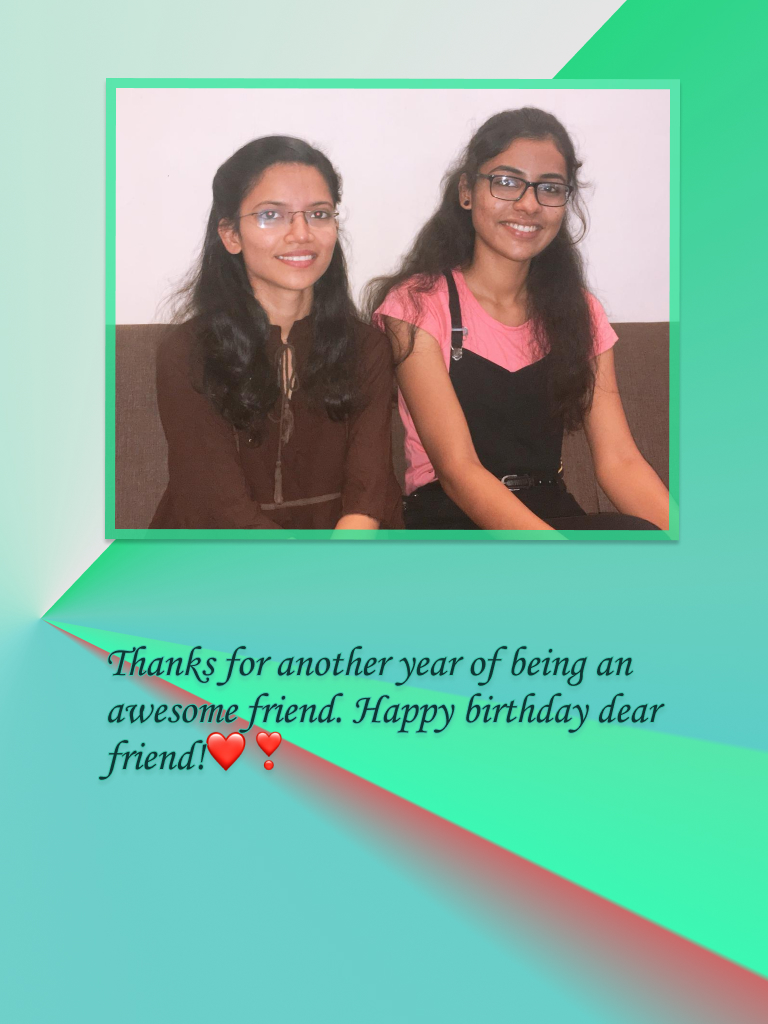 Thanks for another year of being an
awesome friend. Happy birthday dear
friend!❤️❣️